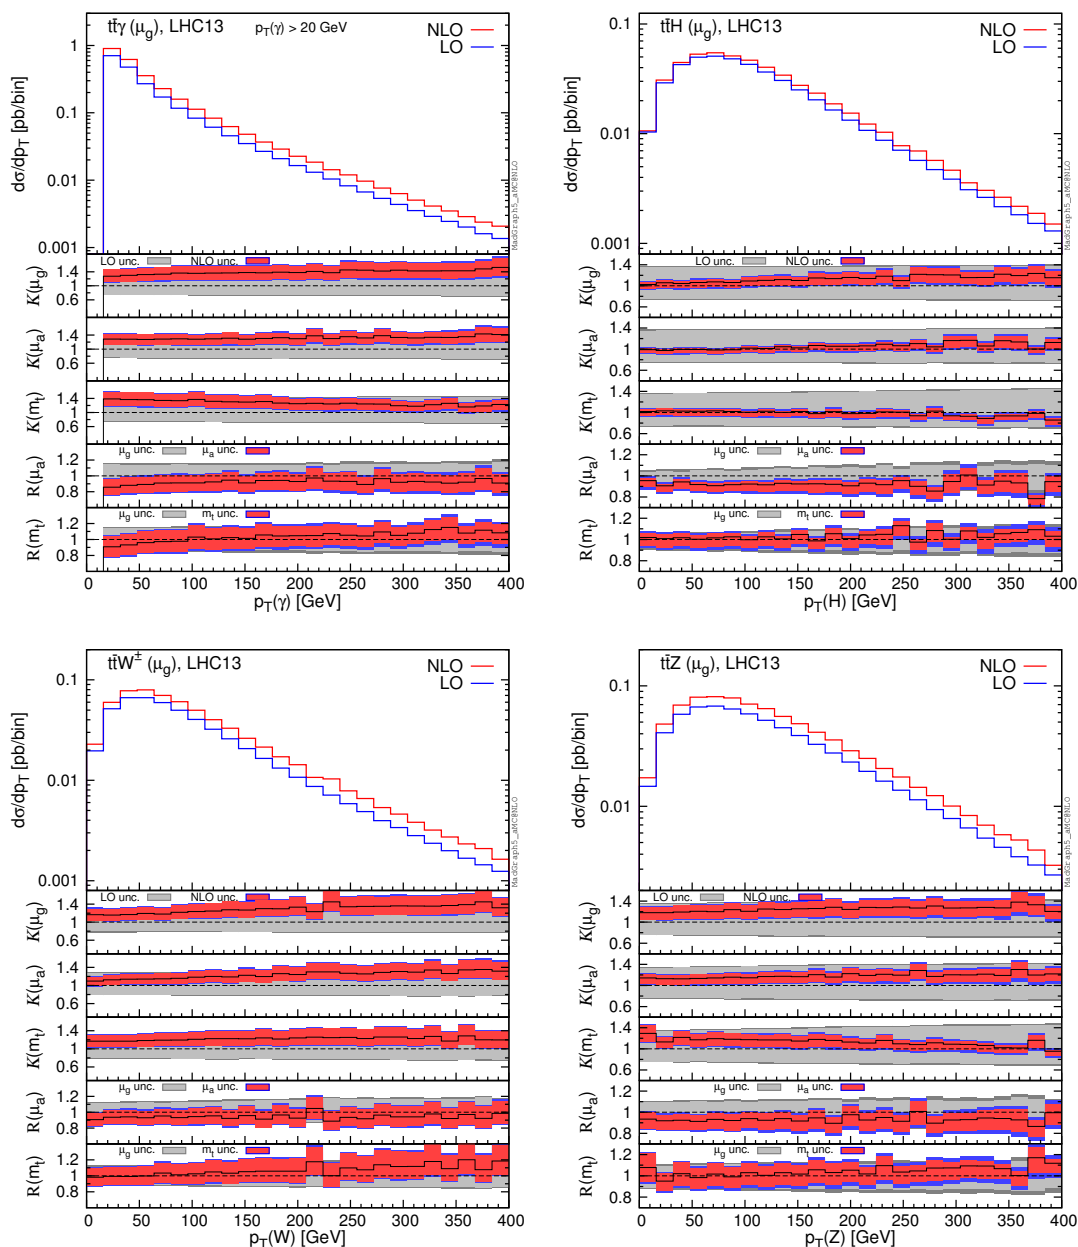 tt̄γ (μg), LHC13 pT(γ) > 20 GeV
NLO
LO
dσ/dpT [pb/bin]
1
0.1
0.01
0.001
MadGraph5_aMC@NLO
LO unc. NLO unc.
K(μg)
1.4
1
0.6
K(μa)
1.4
1
0.6
K(mt)
1.4
1
0.6
μg unc. μa unc.
R(μa)
1.2
1
0.8
μg unc. mt unc.
R(mt)
1.2
1
0.8
0 50 100 150 200 250 300 350 400
pT(γ) [GeV]
tt̄H (μg), LHC13
NLO
LO
dσ/dpT [pb/bin]
0.1
0.01
0.001
MadGraph5_aMC@NLO
LO unc. NLO unc.
K(μg)
1.4
1
0.6
K(μa)
1.4
1
0.6
K(mt)
1.4
1
0.6
μg unc. μa unc.
R(μa)
1.2
1
0.8
μg unc. mt unc.
R(mt)
1.2
1
0.8
0 50 100 150 200 250 300 350 400
pT(H) [GeV]
tt̄W± (μg), LHC13
NLO
LO
dσ/dpT [pb/bin]
0.1
0.01
0.001
MadGraph5_aMC@NLO
LO unc. NLO unc.
K(μg)
1.4
1
0.6
K(μa)
1.4
1
0.6
K(mt)
1.4
1
0.6
μg unc. μa unc.
R(μa)
1.2
1
0.8
μg unc. mt unc.
R(mt)
1.2
1
0.8
0 50 100 150 200 250 300 350 400
pT(W) [GeV]
tt̄Z (μg), LHC13
NLO
LO
dσ/dpT [pb/bin]
0.1
0.01
MadGraph5_aMC@NLO
LO unc. NLO unc.
K(μg)
1.4
1
0.6
K(μa)
1.4
1
0.6
K(mt)
1.4
1
0.6
μg unc. μa unc.
R(μa)
1.2
1
0.8
μg unc. mt unc.
R(mt)
1.2
1
0.8
0 50 100 150 200 250 300 350 400
pT(Z) [GeV]